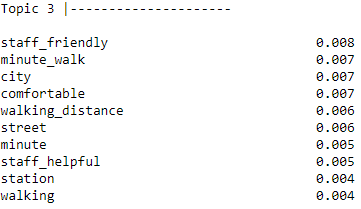 Topic 3 |---------------------
staff_friendly 0.008
minute_walk 0.007
city 0.007
comfortable 0.007
walking_distance 0.006
street 0.006
minute 0.005
staff_helpful 0.005
station 0.004
walking 0.004